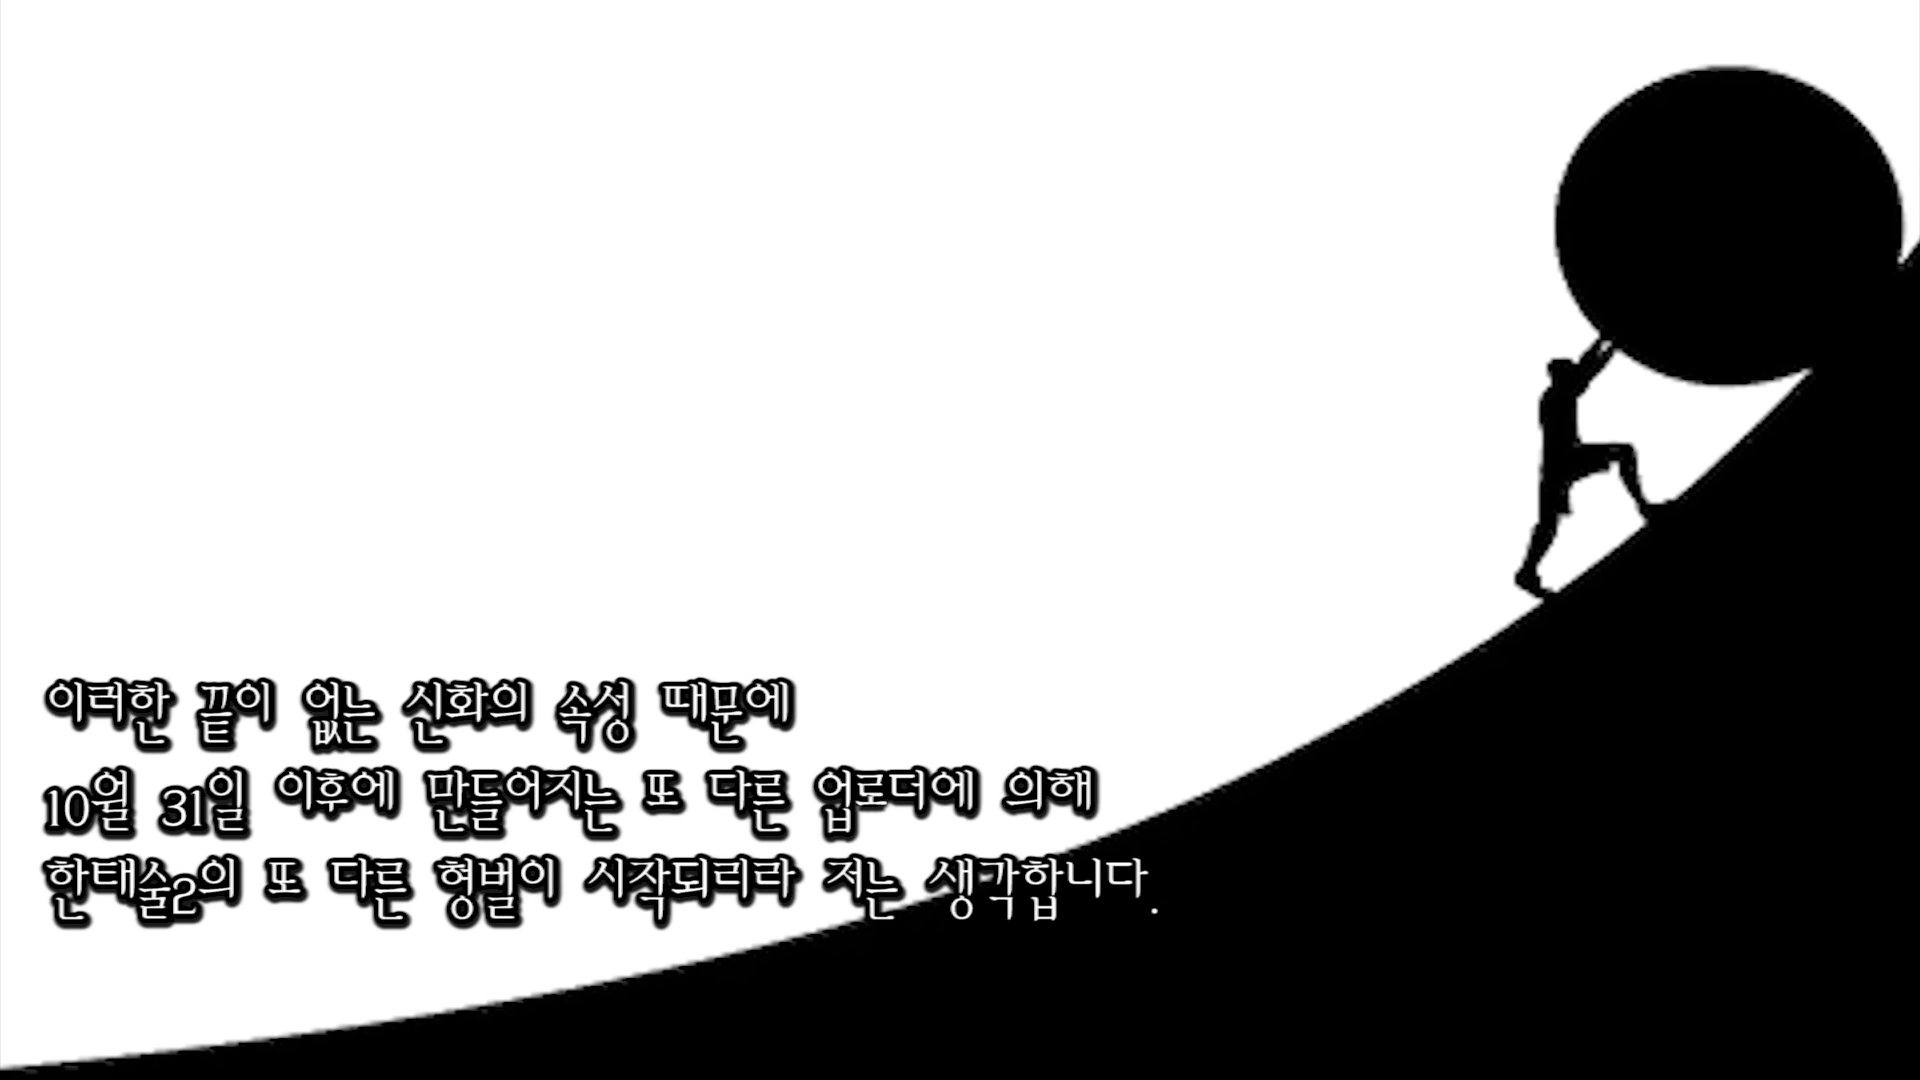 이러한 끝이 없는 신화의 속성 때문에
10월 31일 이후에 만들어지는 또 다른 업로더에 의해
한태술2의 또 다른 형벌이 시작되리라 저는 생각합니다.